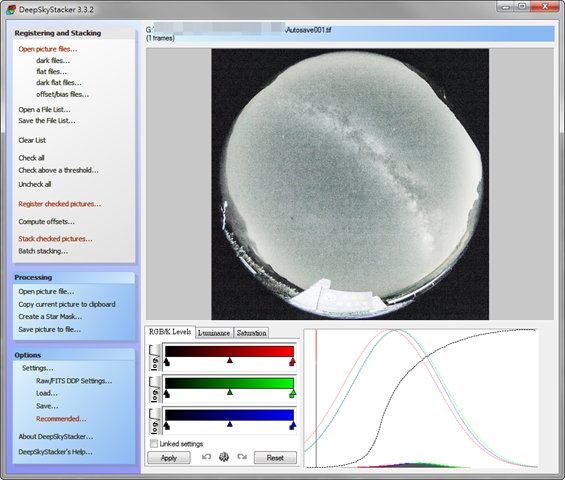 DeepSkyStacker 3.3.2
Registering and Stacking
Open picture files...
dark files...
flat files...
dark flat files...
offset/bias files...
Open a File List...
Save the File List...
Clear List
Check all
Check above a threshold...
Uncheck all
Register checked pictures...
Compute offsets...
Stack checked pictures...
Batch stacking...
Processing
Open picture file...
Copy current picture to clipboard
Create a Star Mask...
Save picture to file...
Options
Settings...
Raw/FITS DDP Settings...
Load...
Save...
Recommended...
About DeepSkyStacker...
DeepSkyStacker's Help...
G:\Autosave001.tif
(1 frames)
RGB/K Levels Luminance Saturation
log
log
log
Linked settings
Apply Reset